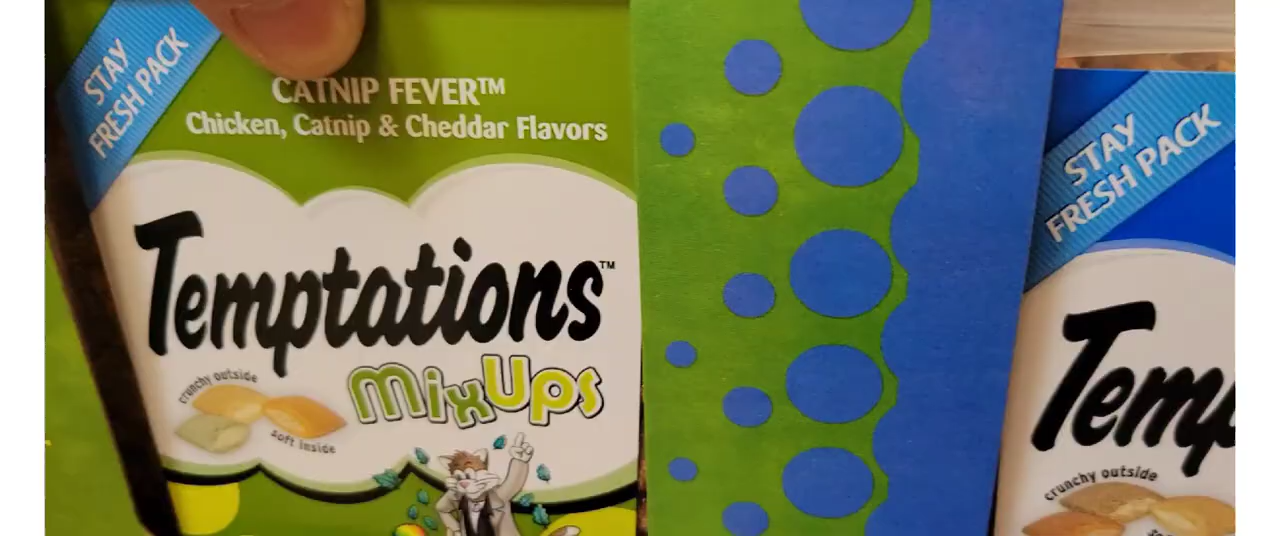 STAY
FRESH PACK
CATNIP FEVER™
Chicken, Catnip & Cheddar Flavors
Temptations™
MixUps
crunchy outside
soft inside
STAY
FRESH PACK
Temp
crunchy outside